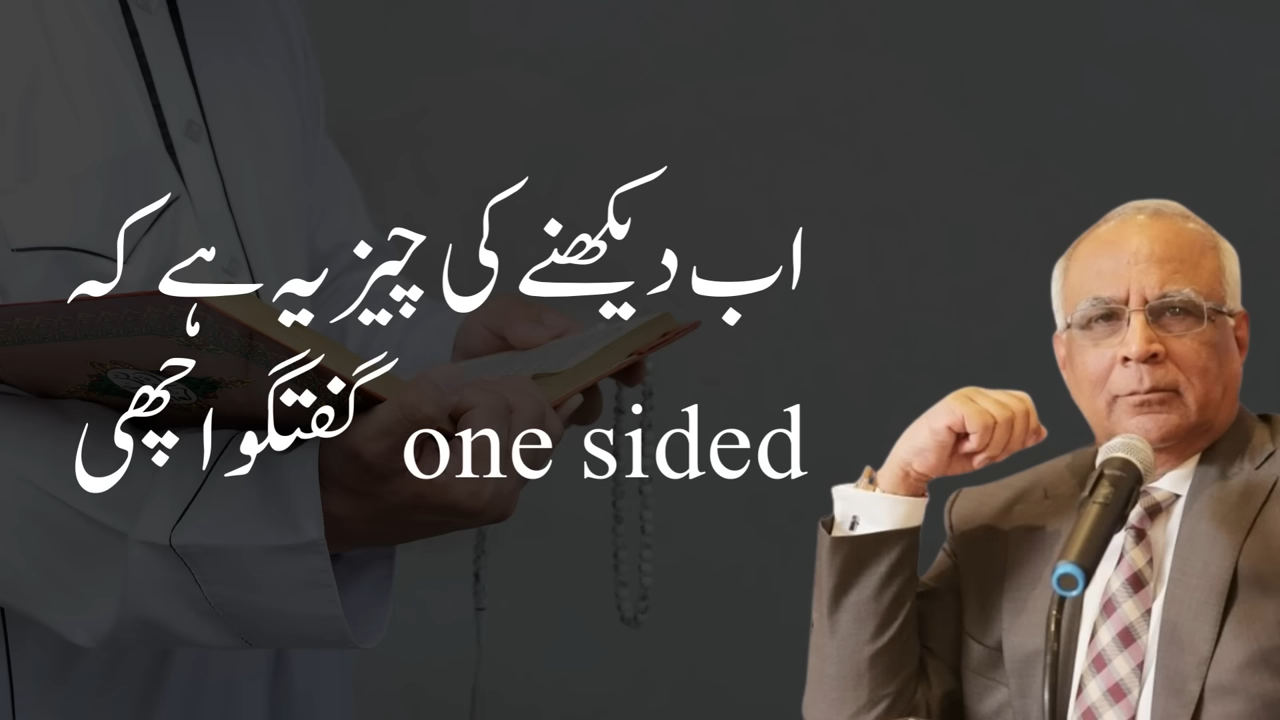 اب دیکھنے کی چیز یہ ہے کہ
one sided گفتگو اچھی